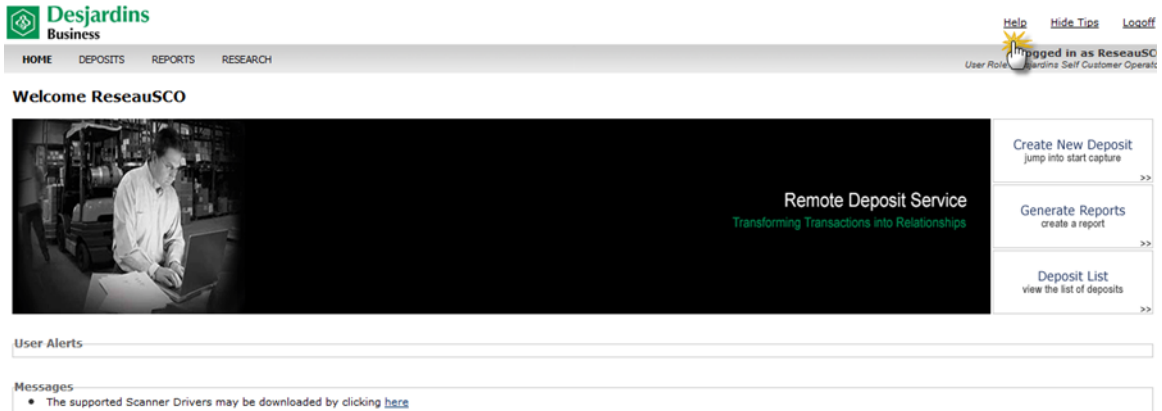 Desjardins
Business
Help Hide Tips Logoff
HOME DEPOSITS REPORTS RESEARCH
gged in as ReseauSC
User Role Desjardins Self Customer Operato
Welcome ReseauSCO
Remote Deposit Service
Transforming Transactions into Relationships
Create New Deposit
jump into start capture
>>
Generate Reports
create a report
>>
Deposit List
view the list of deposits
>>
User Alerts
Messages
• The supported Scanner Drivers may be downloaded by clicking here